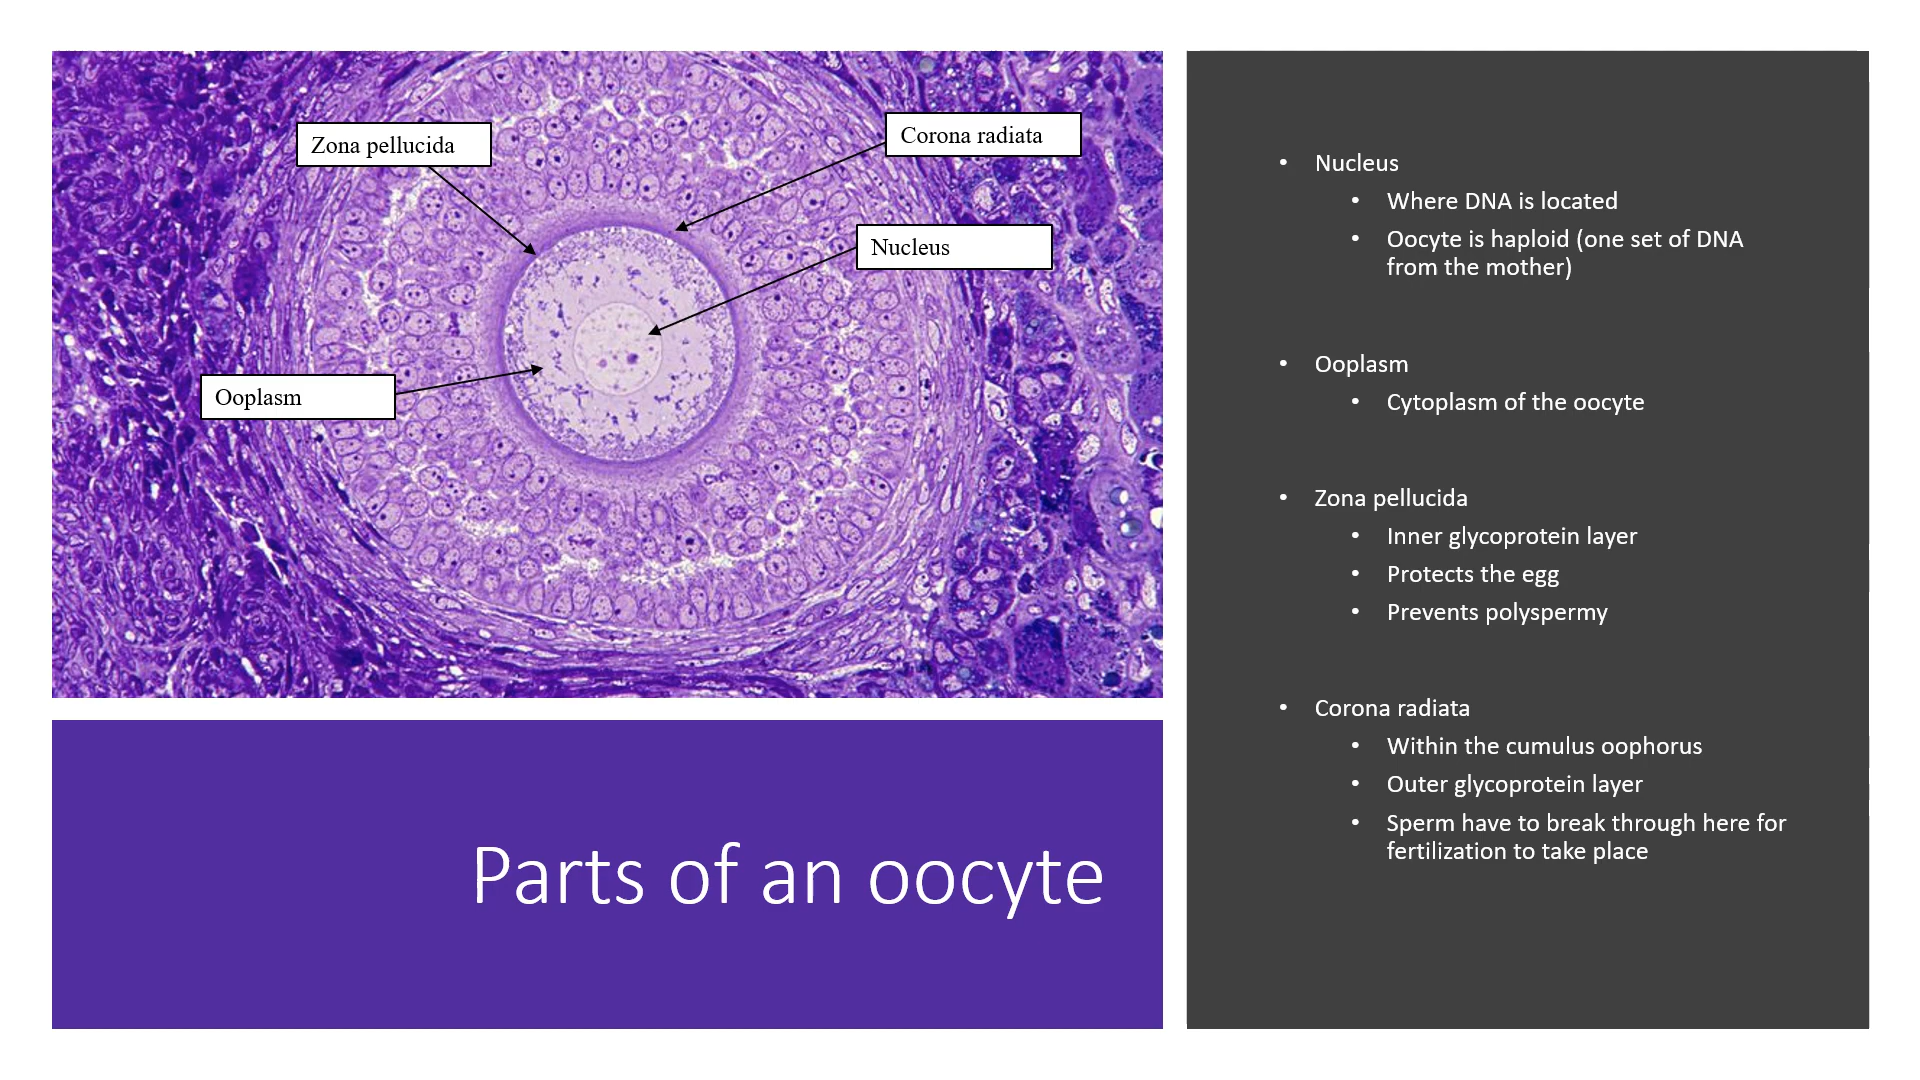 Zona pellucida
Corona radiata
Nucleus
Ooplasm
Parts of an oocyte
• Nucleus
• Where DNA is located
• Oocyte is haploid (one set of DNA
from the mother)
• Ooplasm
• Cytoplasm of the oocyte
• Zona pellucida
• Inner glycoprotein layer
• Protects the egg
• Prevents polyspermy
• Corona radiata
• Within the cumulus oophorus
• Outer glycoprotein layer
• Sperm have to break through here for
fertilization to take place